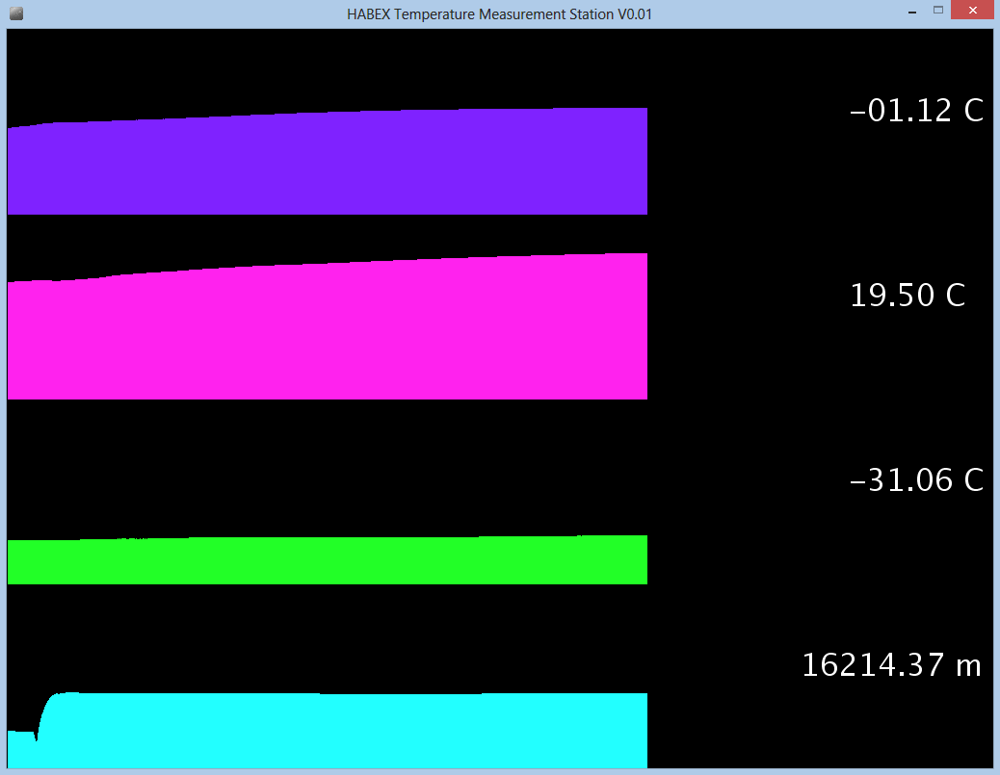 HABEX Temperature Measurement Station V0.01
-01.12 C
19.50 C
-31.06 C
16214.37 m